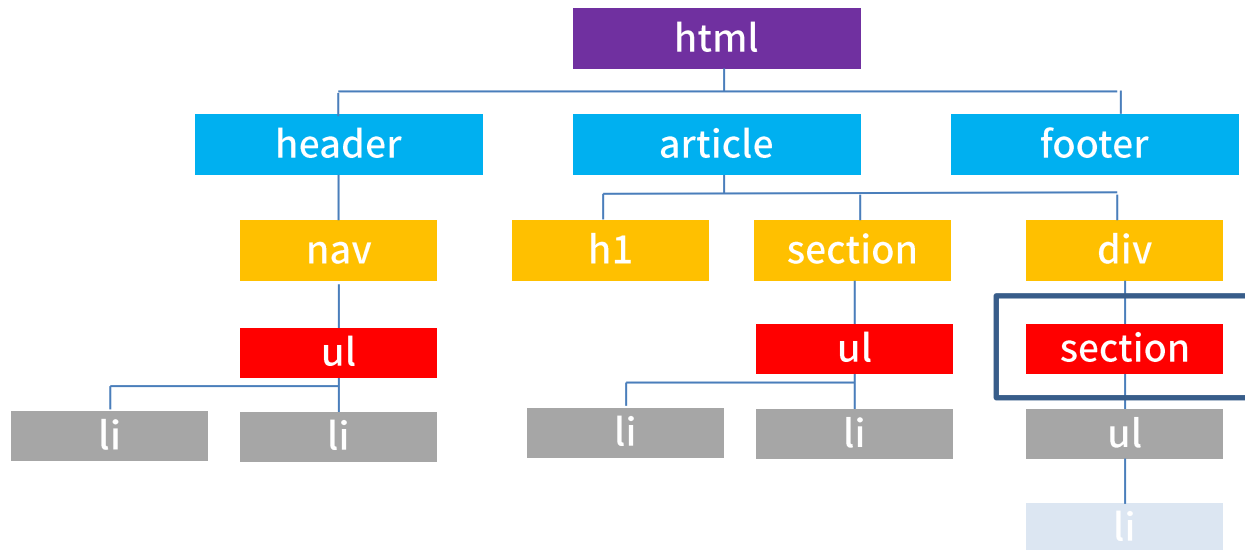 html
header
article
footer
nav
h1
section
div
ul
ul
section
li
li
li
li
ul
li